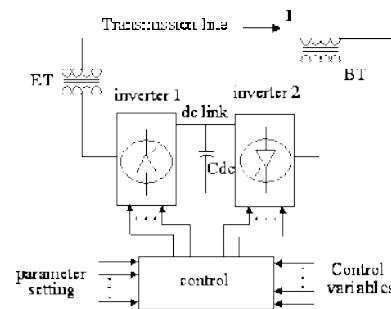 Transmission line
I
ET
BT
inverter 1
inverter 2
dc link
Cdc
parameter
setting
control
Control
variables